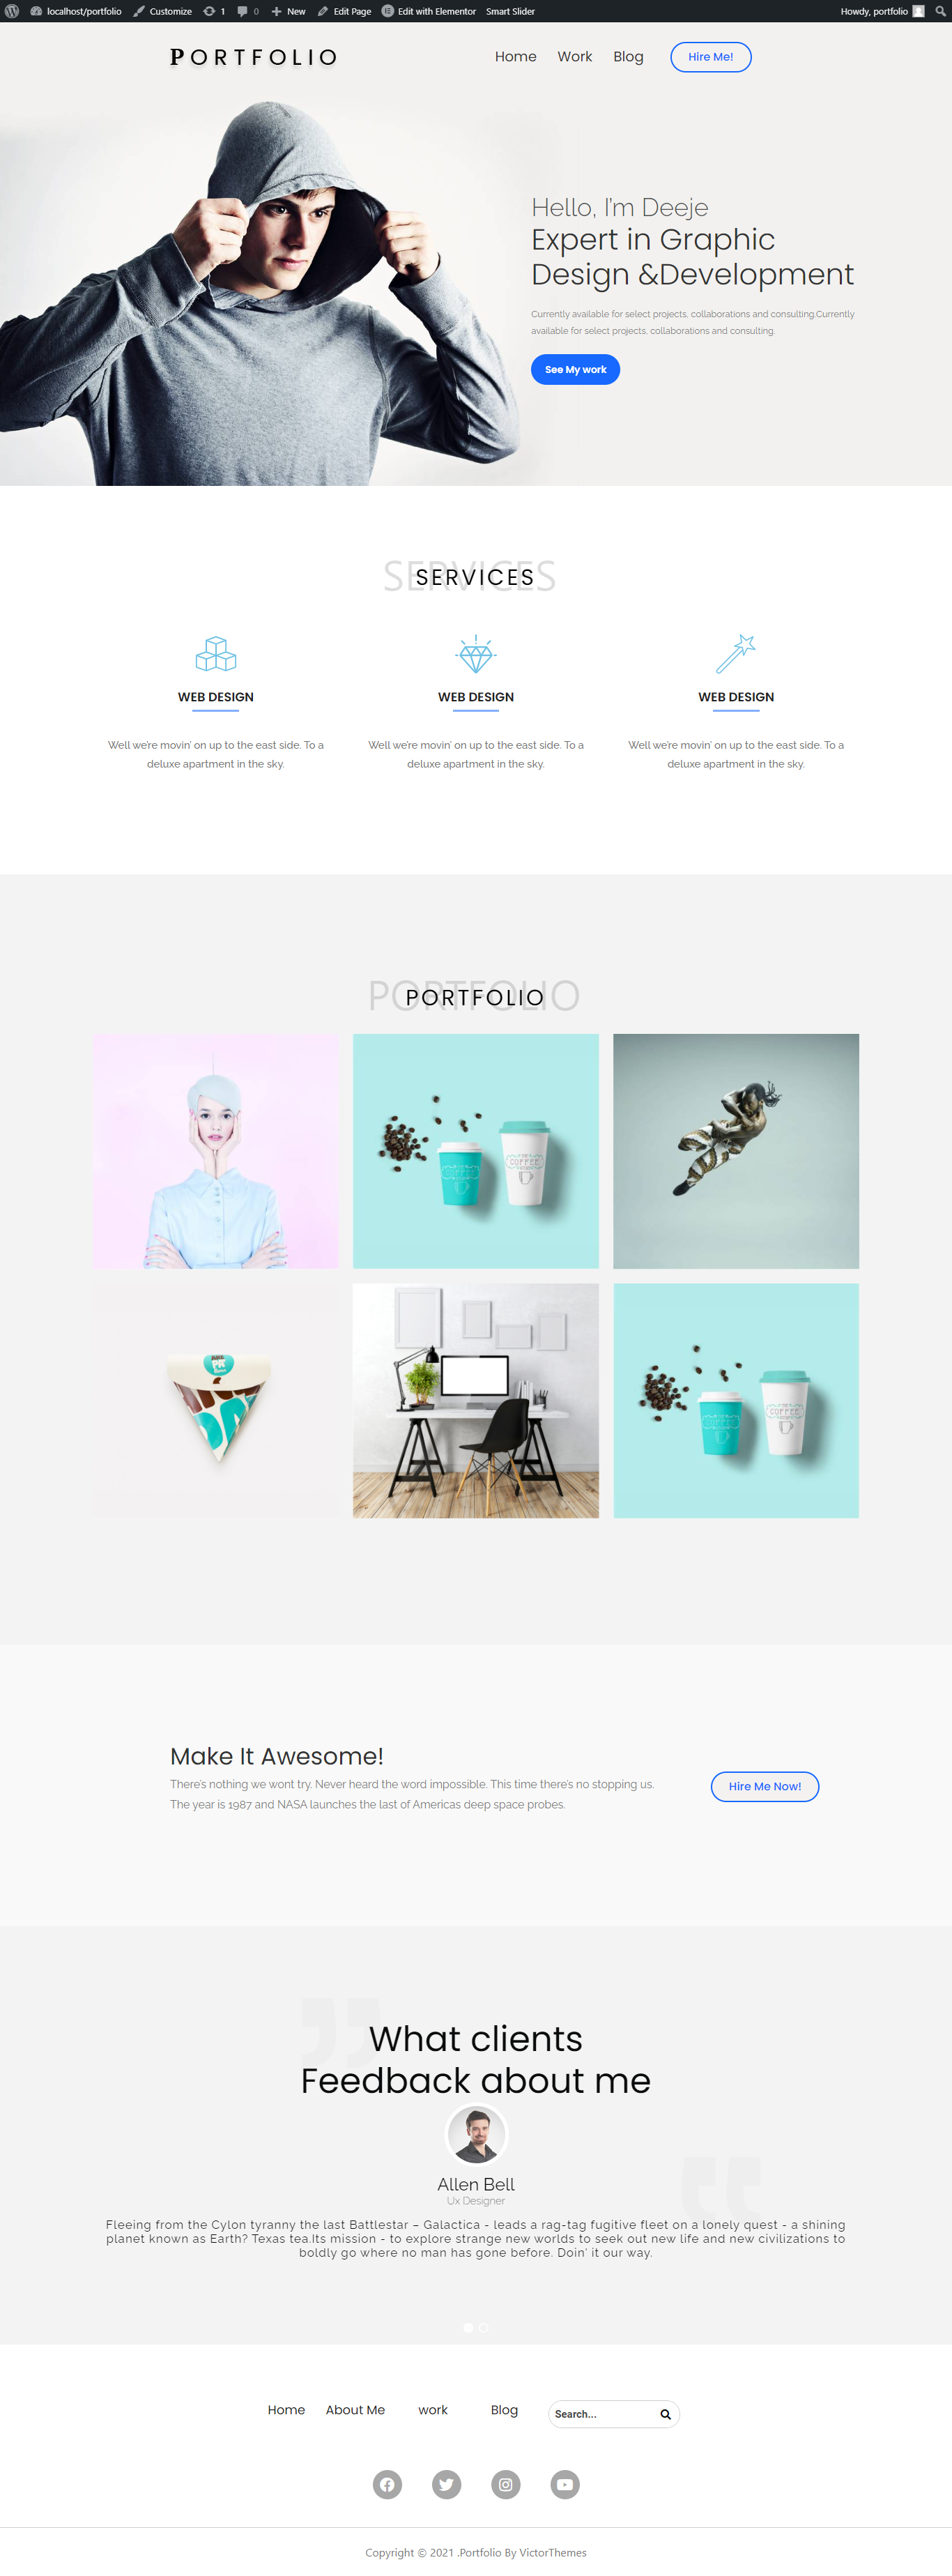 localhost/portfolio Customize 1 0 New Edit Page Edit with Elementor Smart Slider Howdy, portfolio
PORTFOLIO
Home Work Blog Hire Me!
Hello, I'm Deeje
Expert in Graphic
Design &Development
Currently available for select projects, collaborations and consulting.Currently
available for select projects, collaborations and consulting.
See My work
SERVICES
SERVICES
WEB DESIGN
Well we're movin' on up to the east side. To a
deluxe apartment in the sky.
WEB DESIGN
Well we're movin' on up to the east side. To a
deluxe apartment in the sky.
WEB DESIGN
Well we're movin' on up to the east side. To a
deluxe apartment in the sky.
PORTFOLIO
PORTFOLIO
COFFEE
COFFEE
COFFEE
COFFEE
Make It Awesome!
There's nothing we wont try. Never heard the word impossible. This time there's no stopping us.
The year is 1987 and NASA launches the last of Americas deep space probes.
Hire Me Now!
What clients
Feedback about me
Allen Bell
Ux Designer
Fleeing from the Cylon tyranny the last Battlestar – Galactica - leads a rag-tag fugitive fleet on a lonely quest - a shining
planet known as Earth? Texas tea.Its mission - to explore strange new worlds to seek out new life and new civilizations to
boldly go where no man has gone before. Doin' it our way.
Home About Me work Blog Search...
Copyright © 2021 .Portfolio By VictorThemes